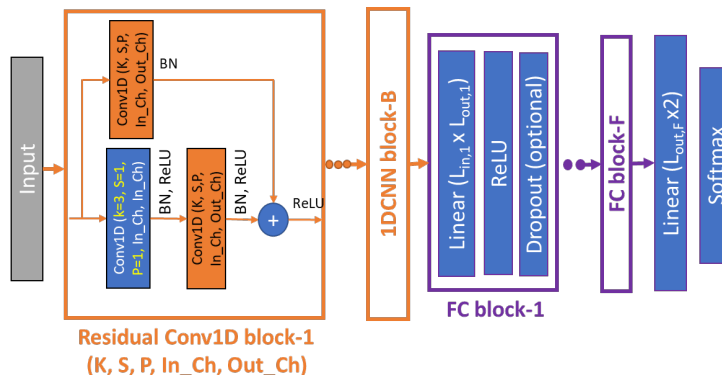 Input
Conv1D (K, S,P,
In_Ch, Out_Ch)
BN
Conv1D (k=3, S=1,
P=1, In_Ch, In_Ch)
BN, ReLU
Conv1D (K, S,P,
In_Ch, Out_Ch)
BN, ReLU
+
ReLU
Residual Conv1D block-1
(K, S, P, In_Ch, Out_Ch)
1DCNN block-B
Linear (Lin,1 x Lout,1)
ReLU
Dropout (optional)
FC block-1
FC block-F
Linear (Lout,F x2)
Softmax